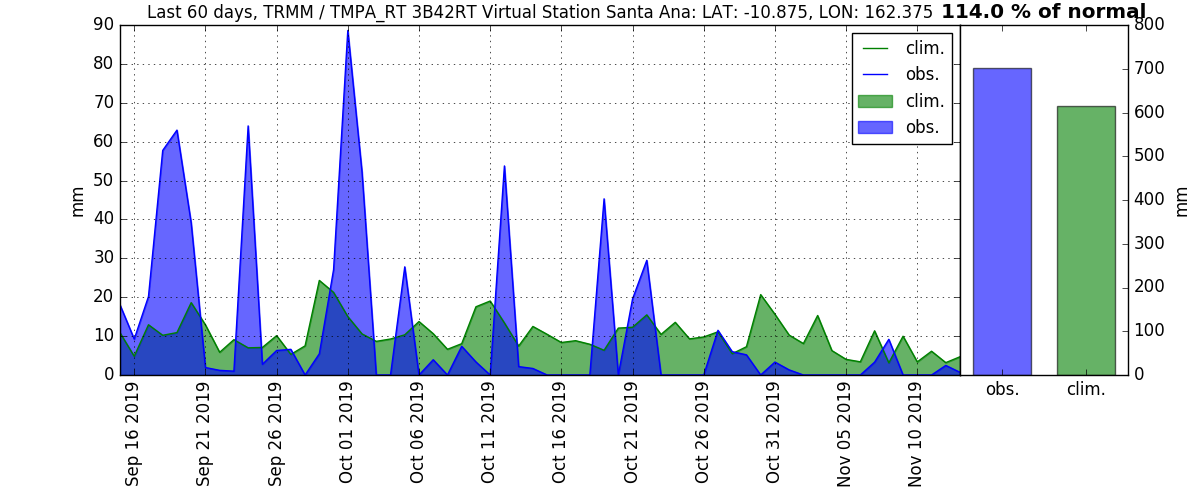 Last 60 days, TRMM / TMPA_RT 3B42RT Virtual Station Santa Ana: LAT: -10.875, LON: 162.375 114.0 % of normal
90
80
70
60
50
40
30
20
10
0
mm
clim.
obs.
clim.
obs.
Sep 16 2019
Sep 21 2019
Sep 26 2019
Oct 01 2019
Oct 06 2019
Oct 11 2019
Oct 16 2019
Oct 21 2019
Oct 26 2019
Oct 31 2019
Nov 05 2019
Nov 10 2019
800
700
600
500
400
300
200
100
0
mm
obs. clim.